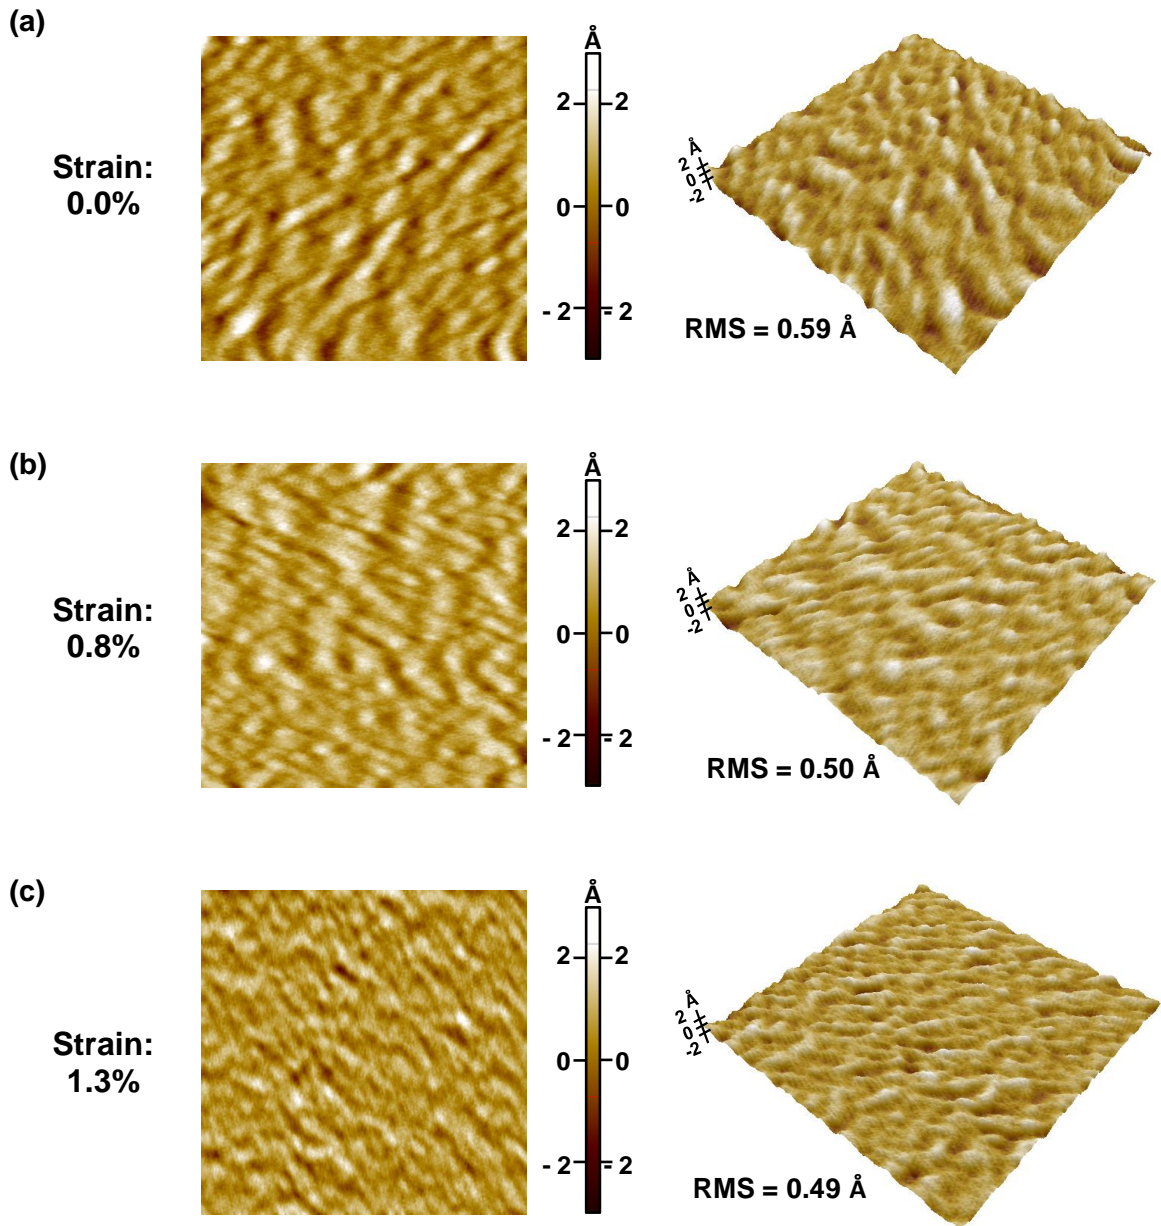 (a)
Strain:
0.0%
Å
2 2
0 0
- 2 - 2
Å
2
0
-2
RMS = 0.59 Å
(b)
Strain:
0.8%
Å
2 2
0 0
- 2 - 2
Å
2
0
-2
RMS = 0.50 Å
(c)
Strain:
1.3%
Å
2 2
0 0
- 2 - 2
Å
2
0
-2
RMS = 0.49 Å